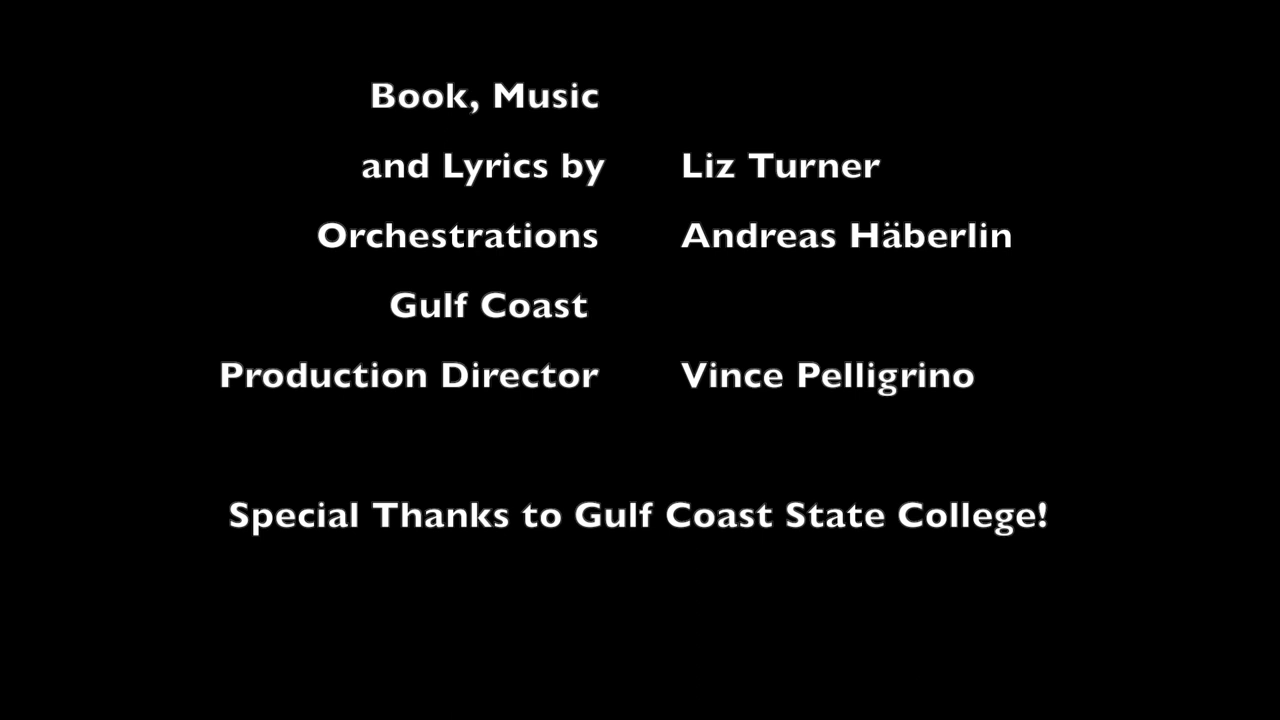 Book, Music
and Lyrics by Liz Turner
Orchestrations Andreas Häberlin
Gulf Coast
Production Director Vince Pelligrino
Special Thanks to Gulf Coast State College!